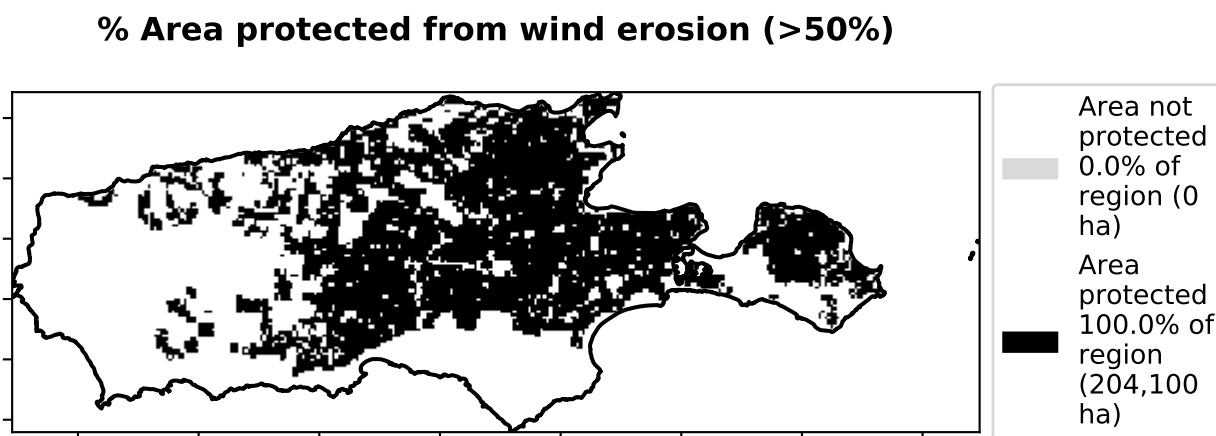 % Area protected from wind erosion (>50%)
Area not
protected
0.0% of
region (0
ha)
Area
protected
100.0% of
region
(204,100
ha)